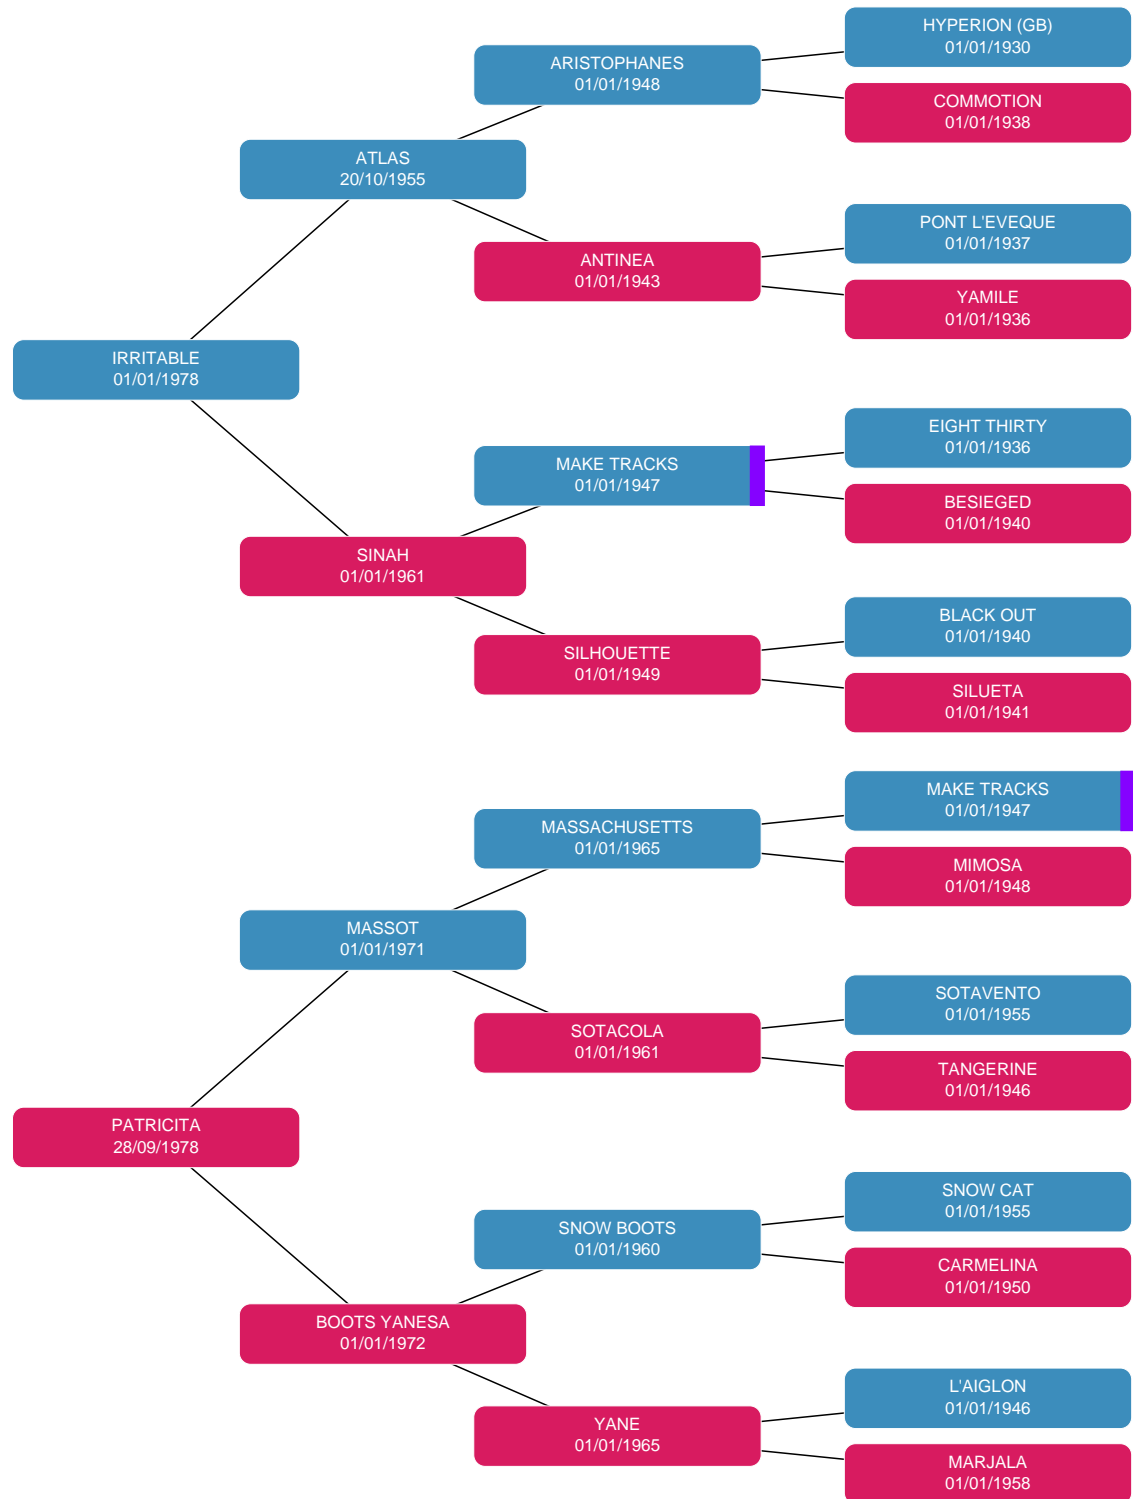 HYPERION (GB)
01/01/1930
ARISTOPHANES
01/01/1948
COMMOTION
01/01/1938
ATLAS
20/10/1955
PONT L'EVEQUE
01/01/1937
ANTINEA
01/01/1943
YAMILE
01/01/1936
IRRITABLE
01/01/1978
EIGHT THIRTY
01/01/1936
MAKE TRACKS
01/01/1947
BESIEGED
01/01/1940
SINAH
01/01/1961
BLACK OUT
01/01/1940
SILHOUETTE
01/01/1949
SILUETA
01/01/1941
MAKE TRACKS
01/01/1947
MASSACHUSETTS
01/01/1965
MIMOSA
01/01/1948
MASSOT
01/01/1971
SOTAVENTO
01/01/1955
SOTACOLA
01/01/1961
TANGERINE
01/01/1946
PATRICITA
28/09/1978
SNOW CAT
01/01/1955
SNOW BOOTS
01/01/1960
CARMELINA
01/01/1950
BOOTS YANESA
01/01/1972
L'AIGLON
01/01/1946
YANE
01/01/1965
MARJALA
01/01/1958